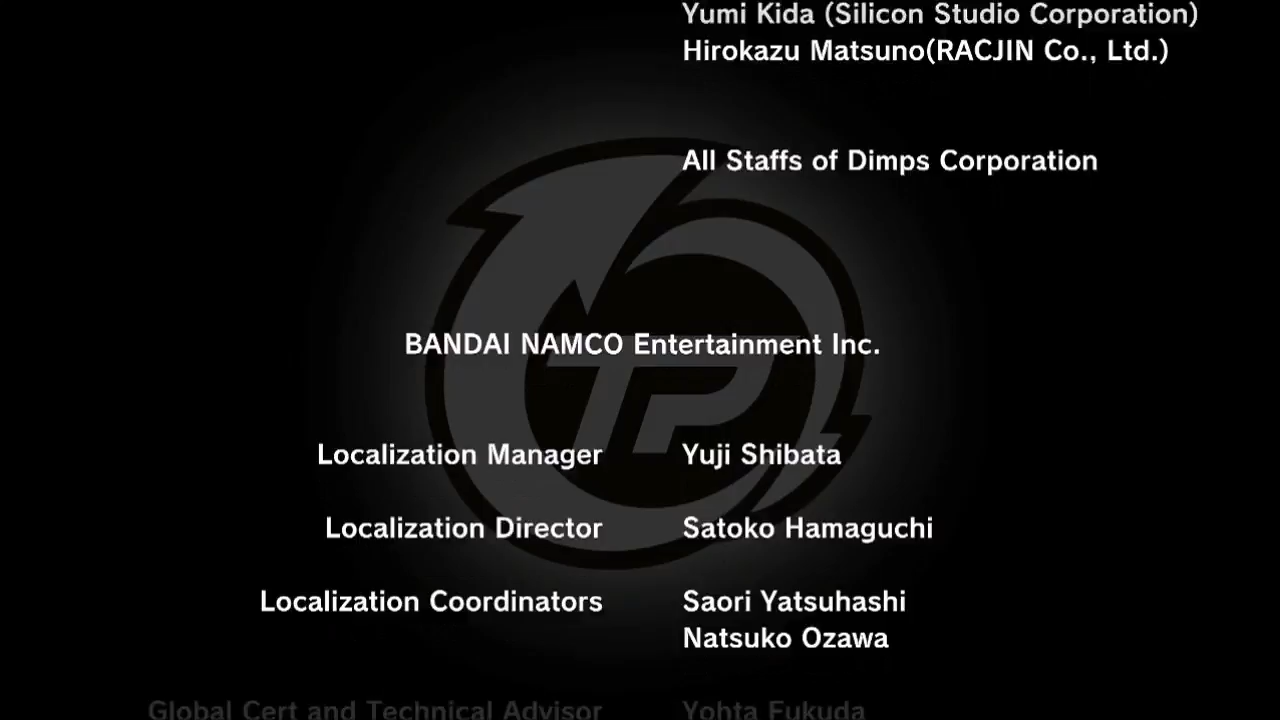 Yumi Kida (Silicon Studio Corporation)
Hirokazu Matsuno(RACJIN Co., Ltd.)
All Staffs of Dimps Corporation
BANDAI NAMCO Entertainment Inc.
TP
Localization Manager Yuji Shibata
Localization Director Satoko Hamaguchi
Localization Coordinators Saori Yatsuhashi
Natsuko Ozawa
Global Cert and Technical Advisor Yohta Fukuda